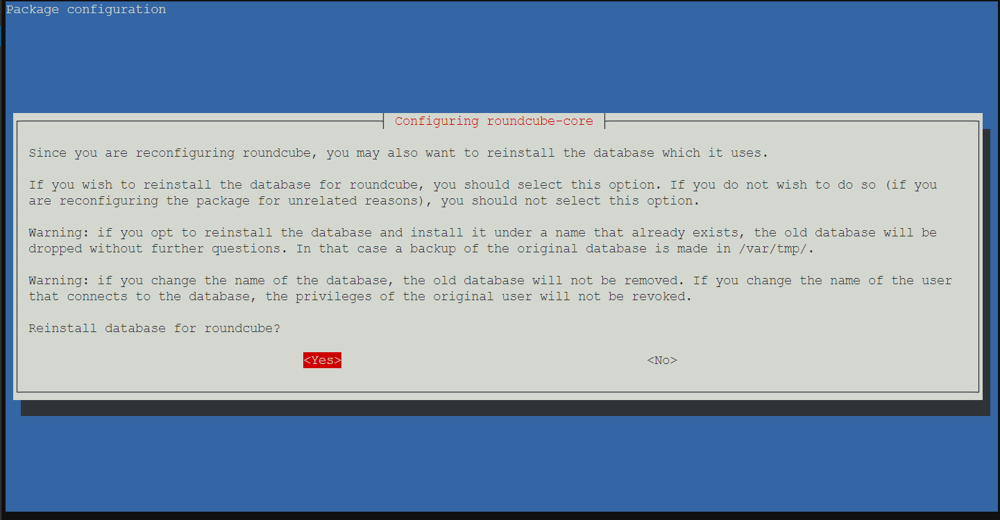 Package configuration
Configuring roundcube-core
Since you are reconfiguring roundcube, you may also want to reinstall the database which it uses.
If you wish to reinstall the database for roundcube, you should select this option. If you do not wish to do so (if you
are reconfiguring the package for unrelated reasons), you should not select this option.
Warning: if you opt to reinstall the database and install it under a name that already exists, the old database will be
dropped without further questions. In that case a backup of the original database is made in /var/tmp/.
Warning: if you change the name of the database, the old database will not be removed. If you change the name of the user
that connects to the database, the privileges of the original user will not be revoked.
Reinstall database for roundcube?
<Yes> <No>